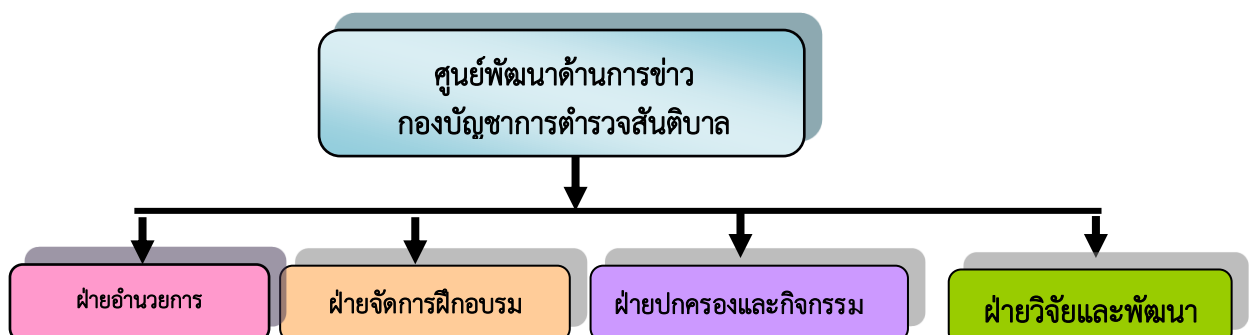 ศูนย์พัฒนาด้านการข่าว
กองบัญชาการตำรวจสันติบาล
ฝ่ายอำนวยการ
ฝ่ายจัดการฝึกอบรม
ฝ่ายปกครองและกิจกรรม
ฝ่ายวิจัยและพัฒนา